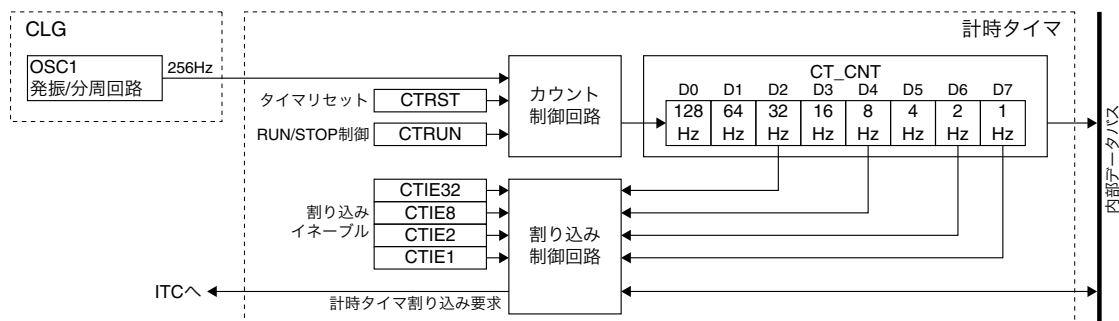 CLG
計時タイマ
OSC1
発振/分周回路
256Hz
タイマリセット
CTRST
RUN/STOP制御
CTRUN
カウント
制御回路
CT_CNT
D0 D1 D2 D3 D4 D5 D6 D7
128 64 32 16 8 4 2 1
Hz Hz Hz Hz Hz Hz Hz Hz
内部データバス
割り込み
イネーブル
CTIE32
CTIE8
CTIE2
CTIE1
割り込み
制御回路
ITCへ
計時タイマ割り込み要求